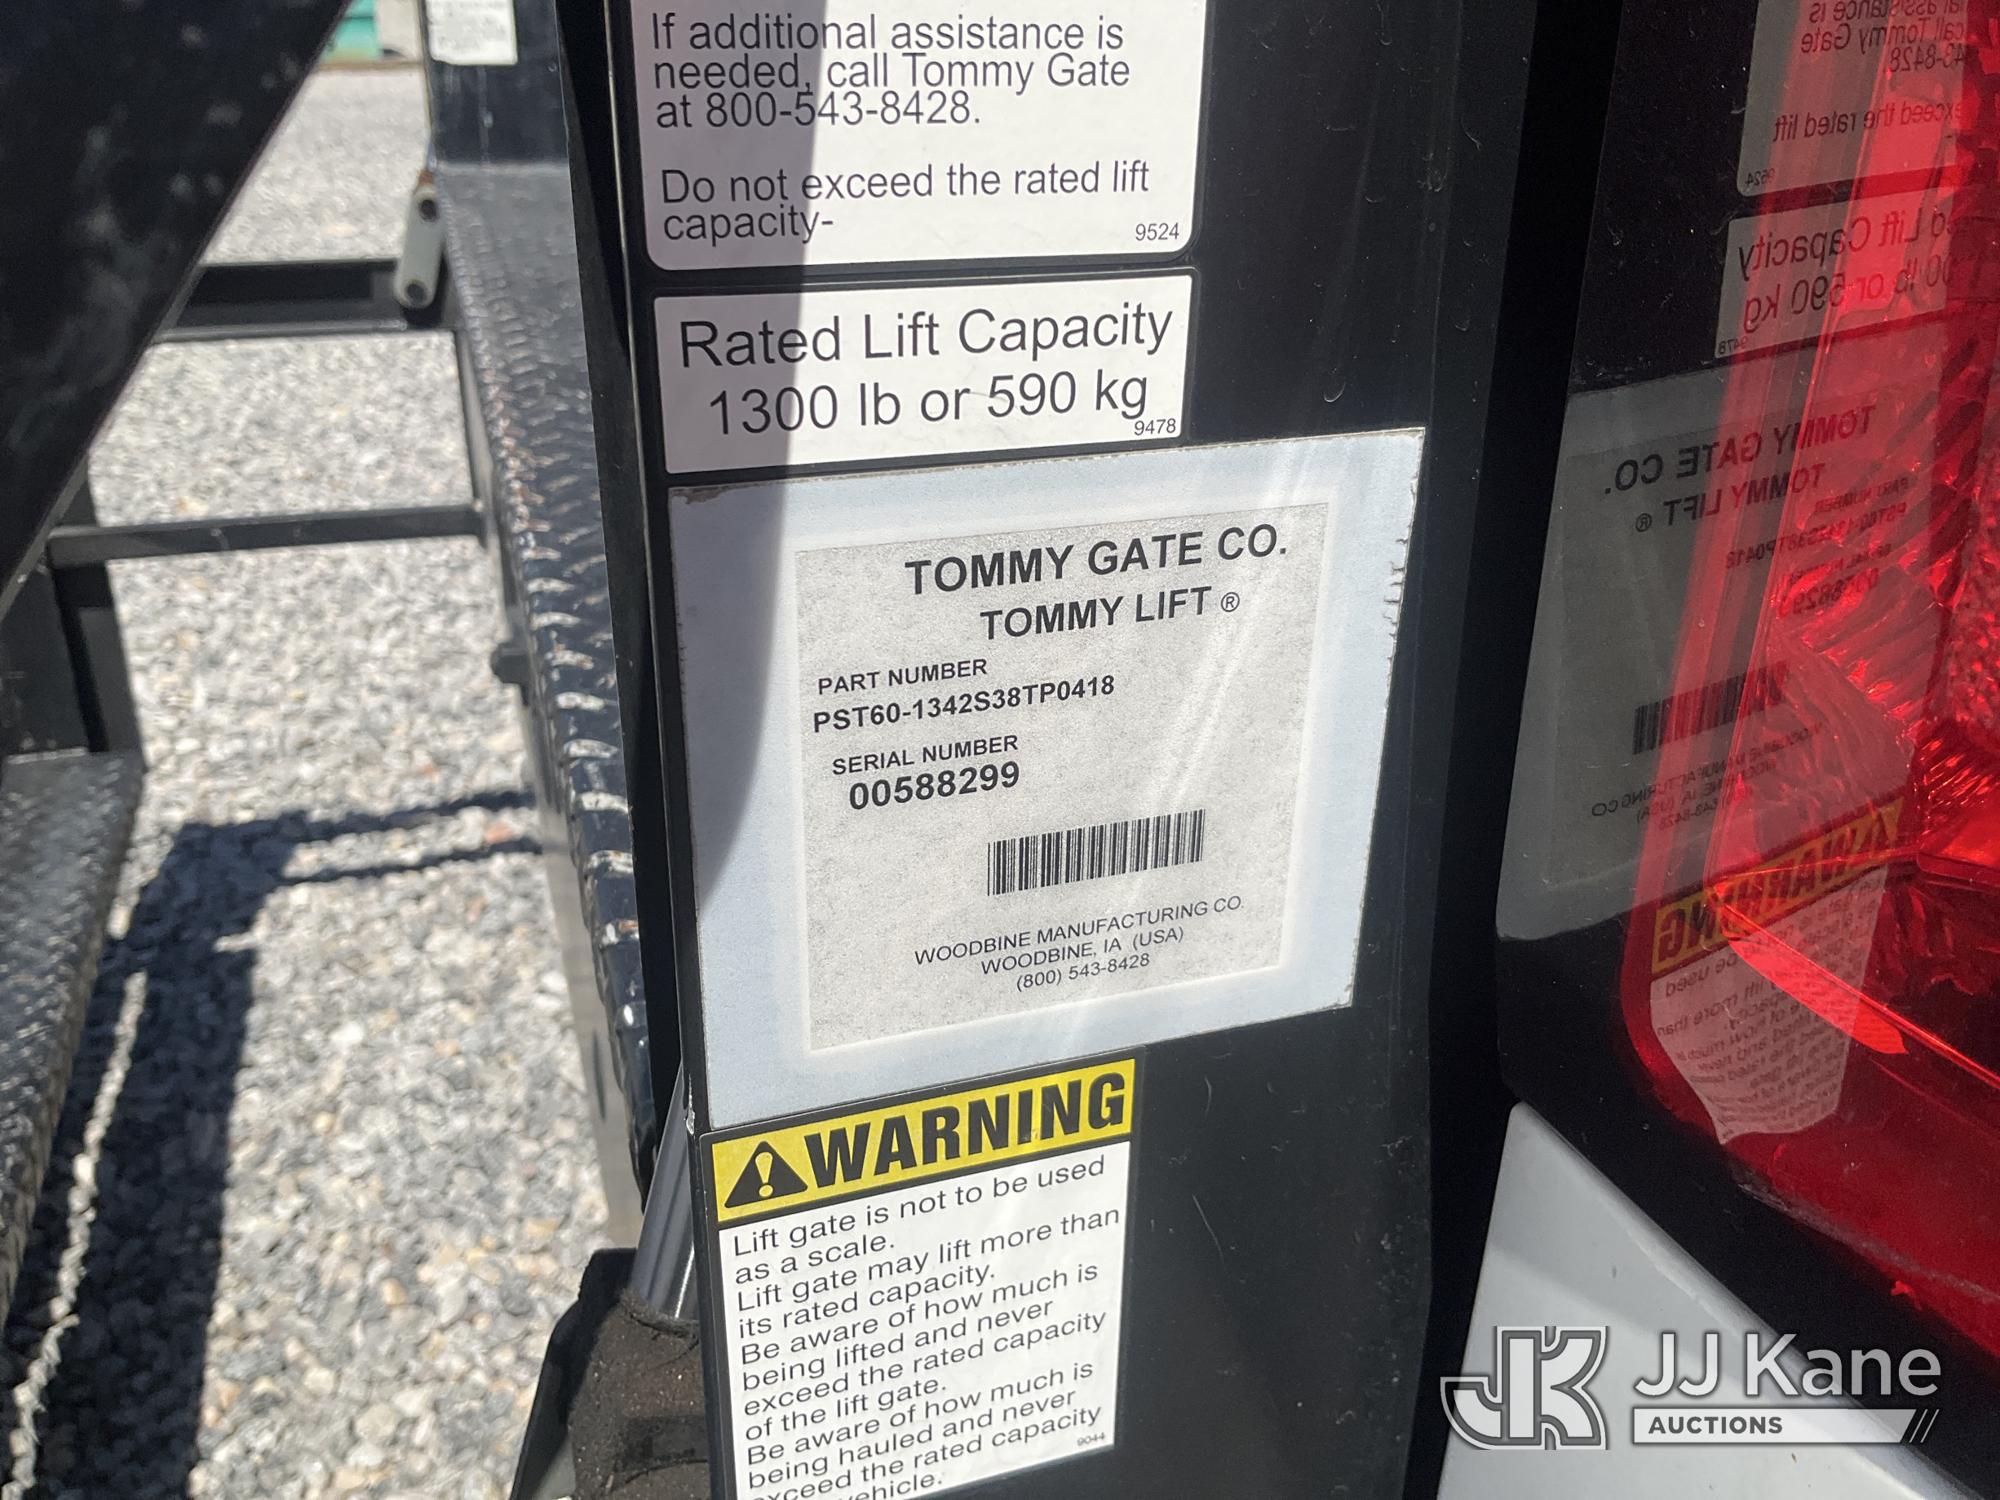 If additional assistance is
needed, call Tommy Gate
at 800-543-8428.
Do not exceed the rated lift
capacity-
9524
Rated Lift Capacity
1300 lb or 590 kg
9478
TOMMY GATE CO.
TOMMY LIFT ®
PART NUMBER
PST60-1342S38TP0418
SERIAL NUMBER
00588299
WOODBINE MANUFACTURING CO.
WOODBINE, IA (USA)
(800) 543-8428
WARNING
Lift gate is not to be used
as a scale.
Lift gate may lift more than
its rated capacity.
Be aware of how much is
being lifted and never
exceed the rated capacity
of the lift gate.
Be aware of how much is
being hauled and never
exceed the rated capacity
vehicle.
9044
JK
JJ Kane
AUCTIONS